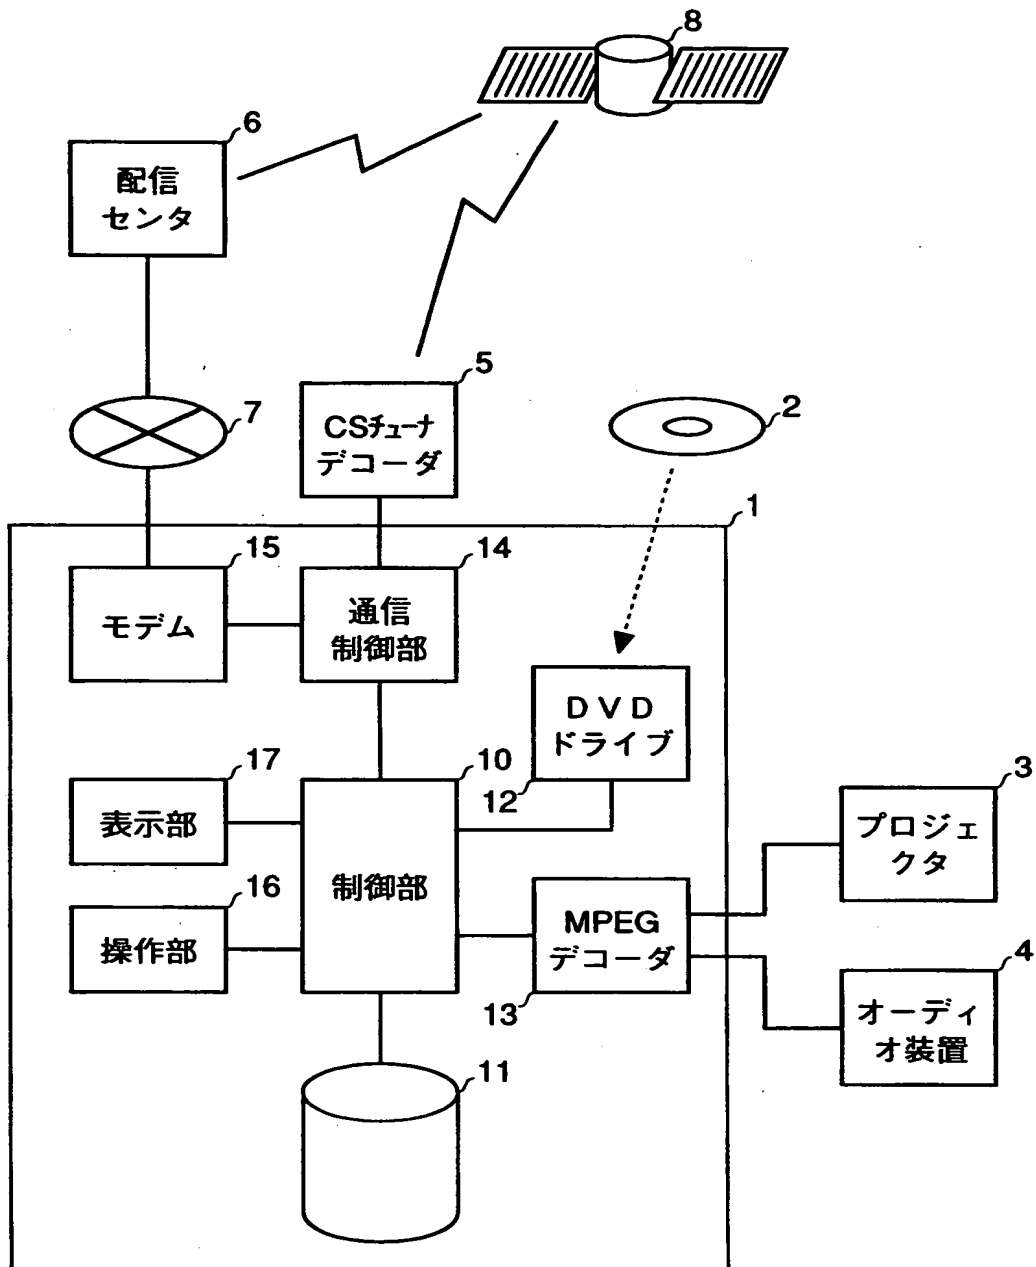 8
6
配信
センタ
5
CSチューナ
デコーダ
7
2
1
15
モデム
14
通信
制御部
DVD
ドライブ
12
17
表示部
10
制御部
3
プロジェ
クタ
16
操作部
MPEG
デコーダ
13
4
オーディ
オ装置
11